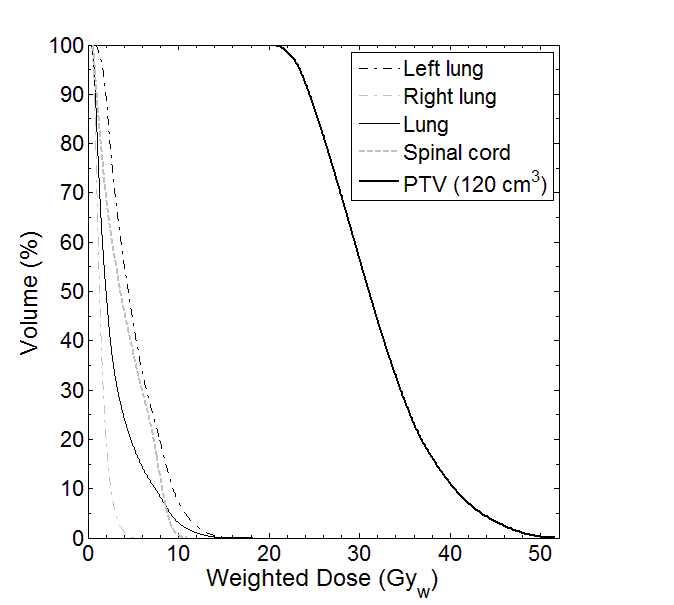 100
90
80
70
60
50
40
30
20
10
0
Volume (%)
Left lung
Right lung
Lung
Spinal cord
PTV (120 cm3)
0 10 20 30 40 50
Weighted Dose (Gyw)